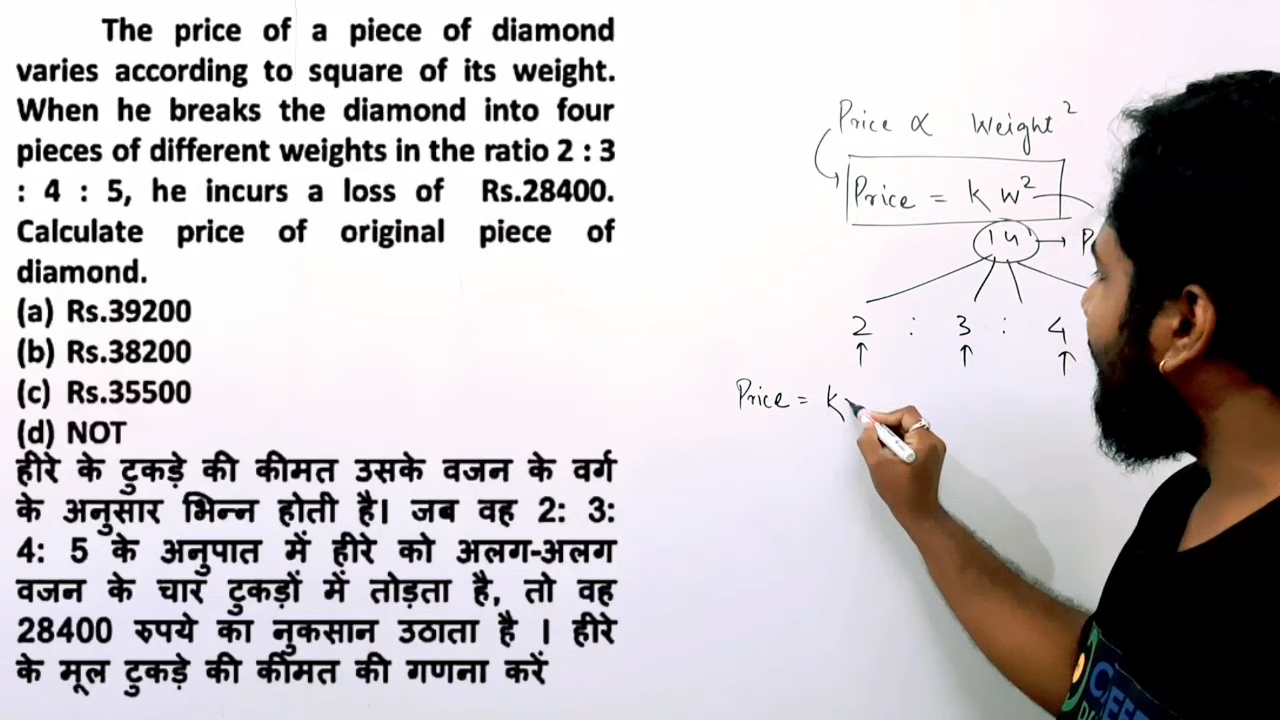 The price of a piece of diamond
varies according to square of its weight.
When he breaks the diamond into four
pieces of different weights in the ratio 2 : 3
: 4 : 5, he incurs a loss of Rs.28400.
Calculate price of original piece of
diamond.
(a) Rs.39200
(b) Rs.38200
(c) Rs.35500
(d) NOT
हीरे के टुकड़े की कीमत उसके वजन के वर्ग
के अनुसार भिन्न होती है। जब वह 2: 3:
4: 5 के अनुपात में हीरे को अलग-अलग
वजन के चार टुकड़ों में तोड़ता है, तो वह
28400 रुपये का नुकसान उठाता है । हीरे
के मूल टुकड़े की कीमत की गणना करें
Price ∝ Weight²
Price = k w²
14 → P
2 : 3 : 4
Price = k